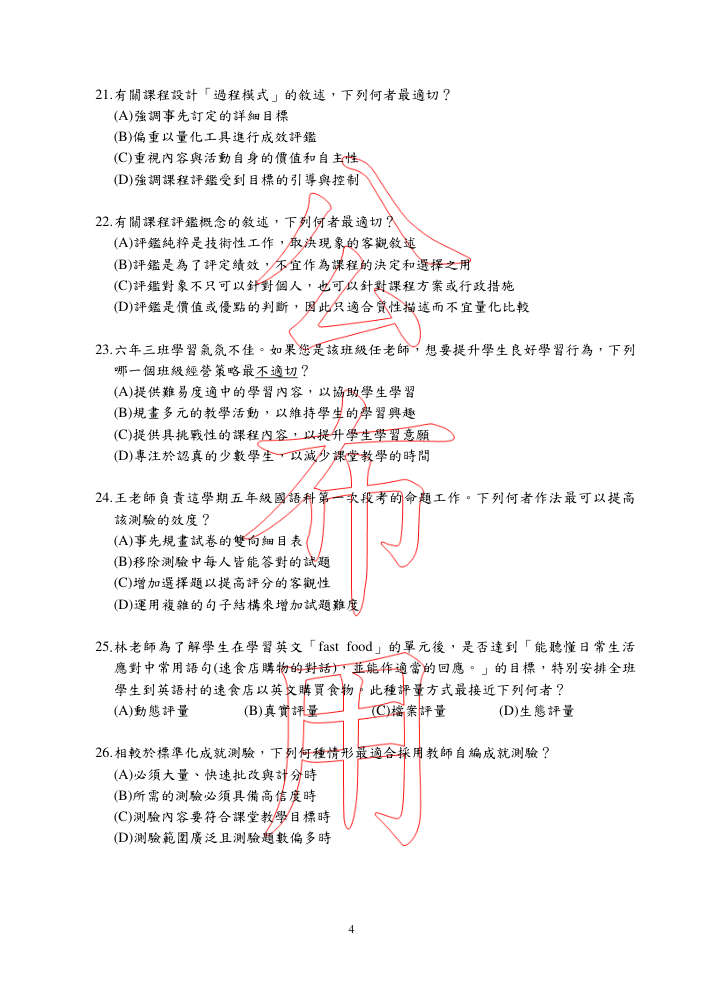 21.有關課程設計「過程模式」的敘述，下列何者最適切？
(A)強調事先訂定的詳細目標
(B)偏重以量化工具進行成效評鑑
(C)重視內容與活動自身的價值和自主性
(D)強調課程評鑑受到目標的引導與控制
22.有關課程評鑑概念的敘述，下列何者最適切？
(A)評鑑純粹是技術性工作，取決現象的客觀敘述
(B)評鑑是為了評定績效，不宜作為課程的決定和選擇之用
(C)評鑑對象不只可以針對個人，也可以針對課程方案或行政措施
(D)評鑑是價值或優點的判斷，因此只適合質性描述而不宜量化比較
23.六年三班學習氣氛不佳。如果您是該班級任老師，想要提升學生良好學習行為，下列
哪一個班級經營策略最不適切？
(A)提供難易度適中的學習內容，以協助學生學習
(B)規畫多元的教學活動，以維持學生的學習興趣
(C)提供具挑戰性的課程內容，以提升學生學習意願
(D)專注於認真的少數學生，以減少課堂教學的時間
24.王老師負責這學期五年級國語科第一次段考的命題工作。下列何者作法最可以提高
該測驗的效度？
(A)事先規畫試卷的雙向細目表
(B)移除測驗中每人皆能答對的試題
(C)增加選擇題以提高評分的客觀性
(D)運用複雜的句子結構來增加試題難度
25.林老師為了解學生在學習英文「fast food」的單元後，是否達到「能聽懂日常生活
應對中常用語句(速食店購物的對話)，並能作適當的回應。」的目標，特別安排全班
學生到英語村的速食店以英文購買食物。此種評量方式最接近下列何者？
(A)動態評量 (B)真實評量 (C)檔案評量 (D)生態評量
26.相較於標準化成就測驗，下列何種情形最適合採用教師自編成就測驗？
(A)必須大量、快速批改與計分時
(B)所需的測驗必須具備高信度時
(C)測驗內容要符合課堂教學目標時
(D)測驗範圍廣泛且測驗題數偏多時
公布用
4